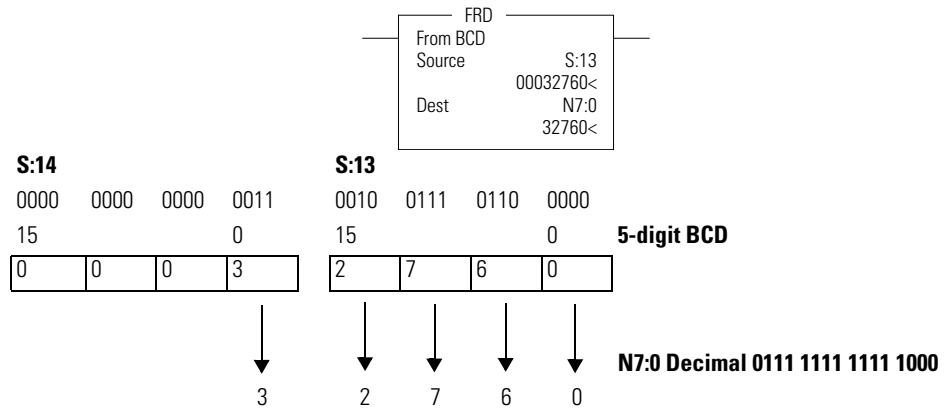 FRD
From BCD
Source S:13
00032760<
Dest N7:0
32760<
S:14 S:13
0000 0000 0000 0011 0010 0111 0110 0000
15 0 15 0 5-digit BCD
0 0 0 3 2 7 6 0
N7:0 Decimal 0111 1111 1111 1000
3 2 7 6 0